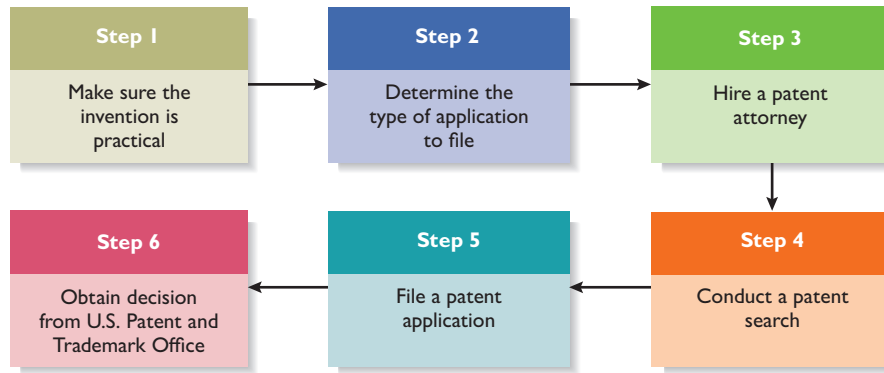 Step 1
Make sure the
invention is
practical
Step 2
Determine the
type of application
to file
Step 3
Hire a patent
attorney
Step 4
Conduct a patent
search
Step 5
File a patent
application
Step 6
Obtain decision
from U.S. Patent and
Trademark Office